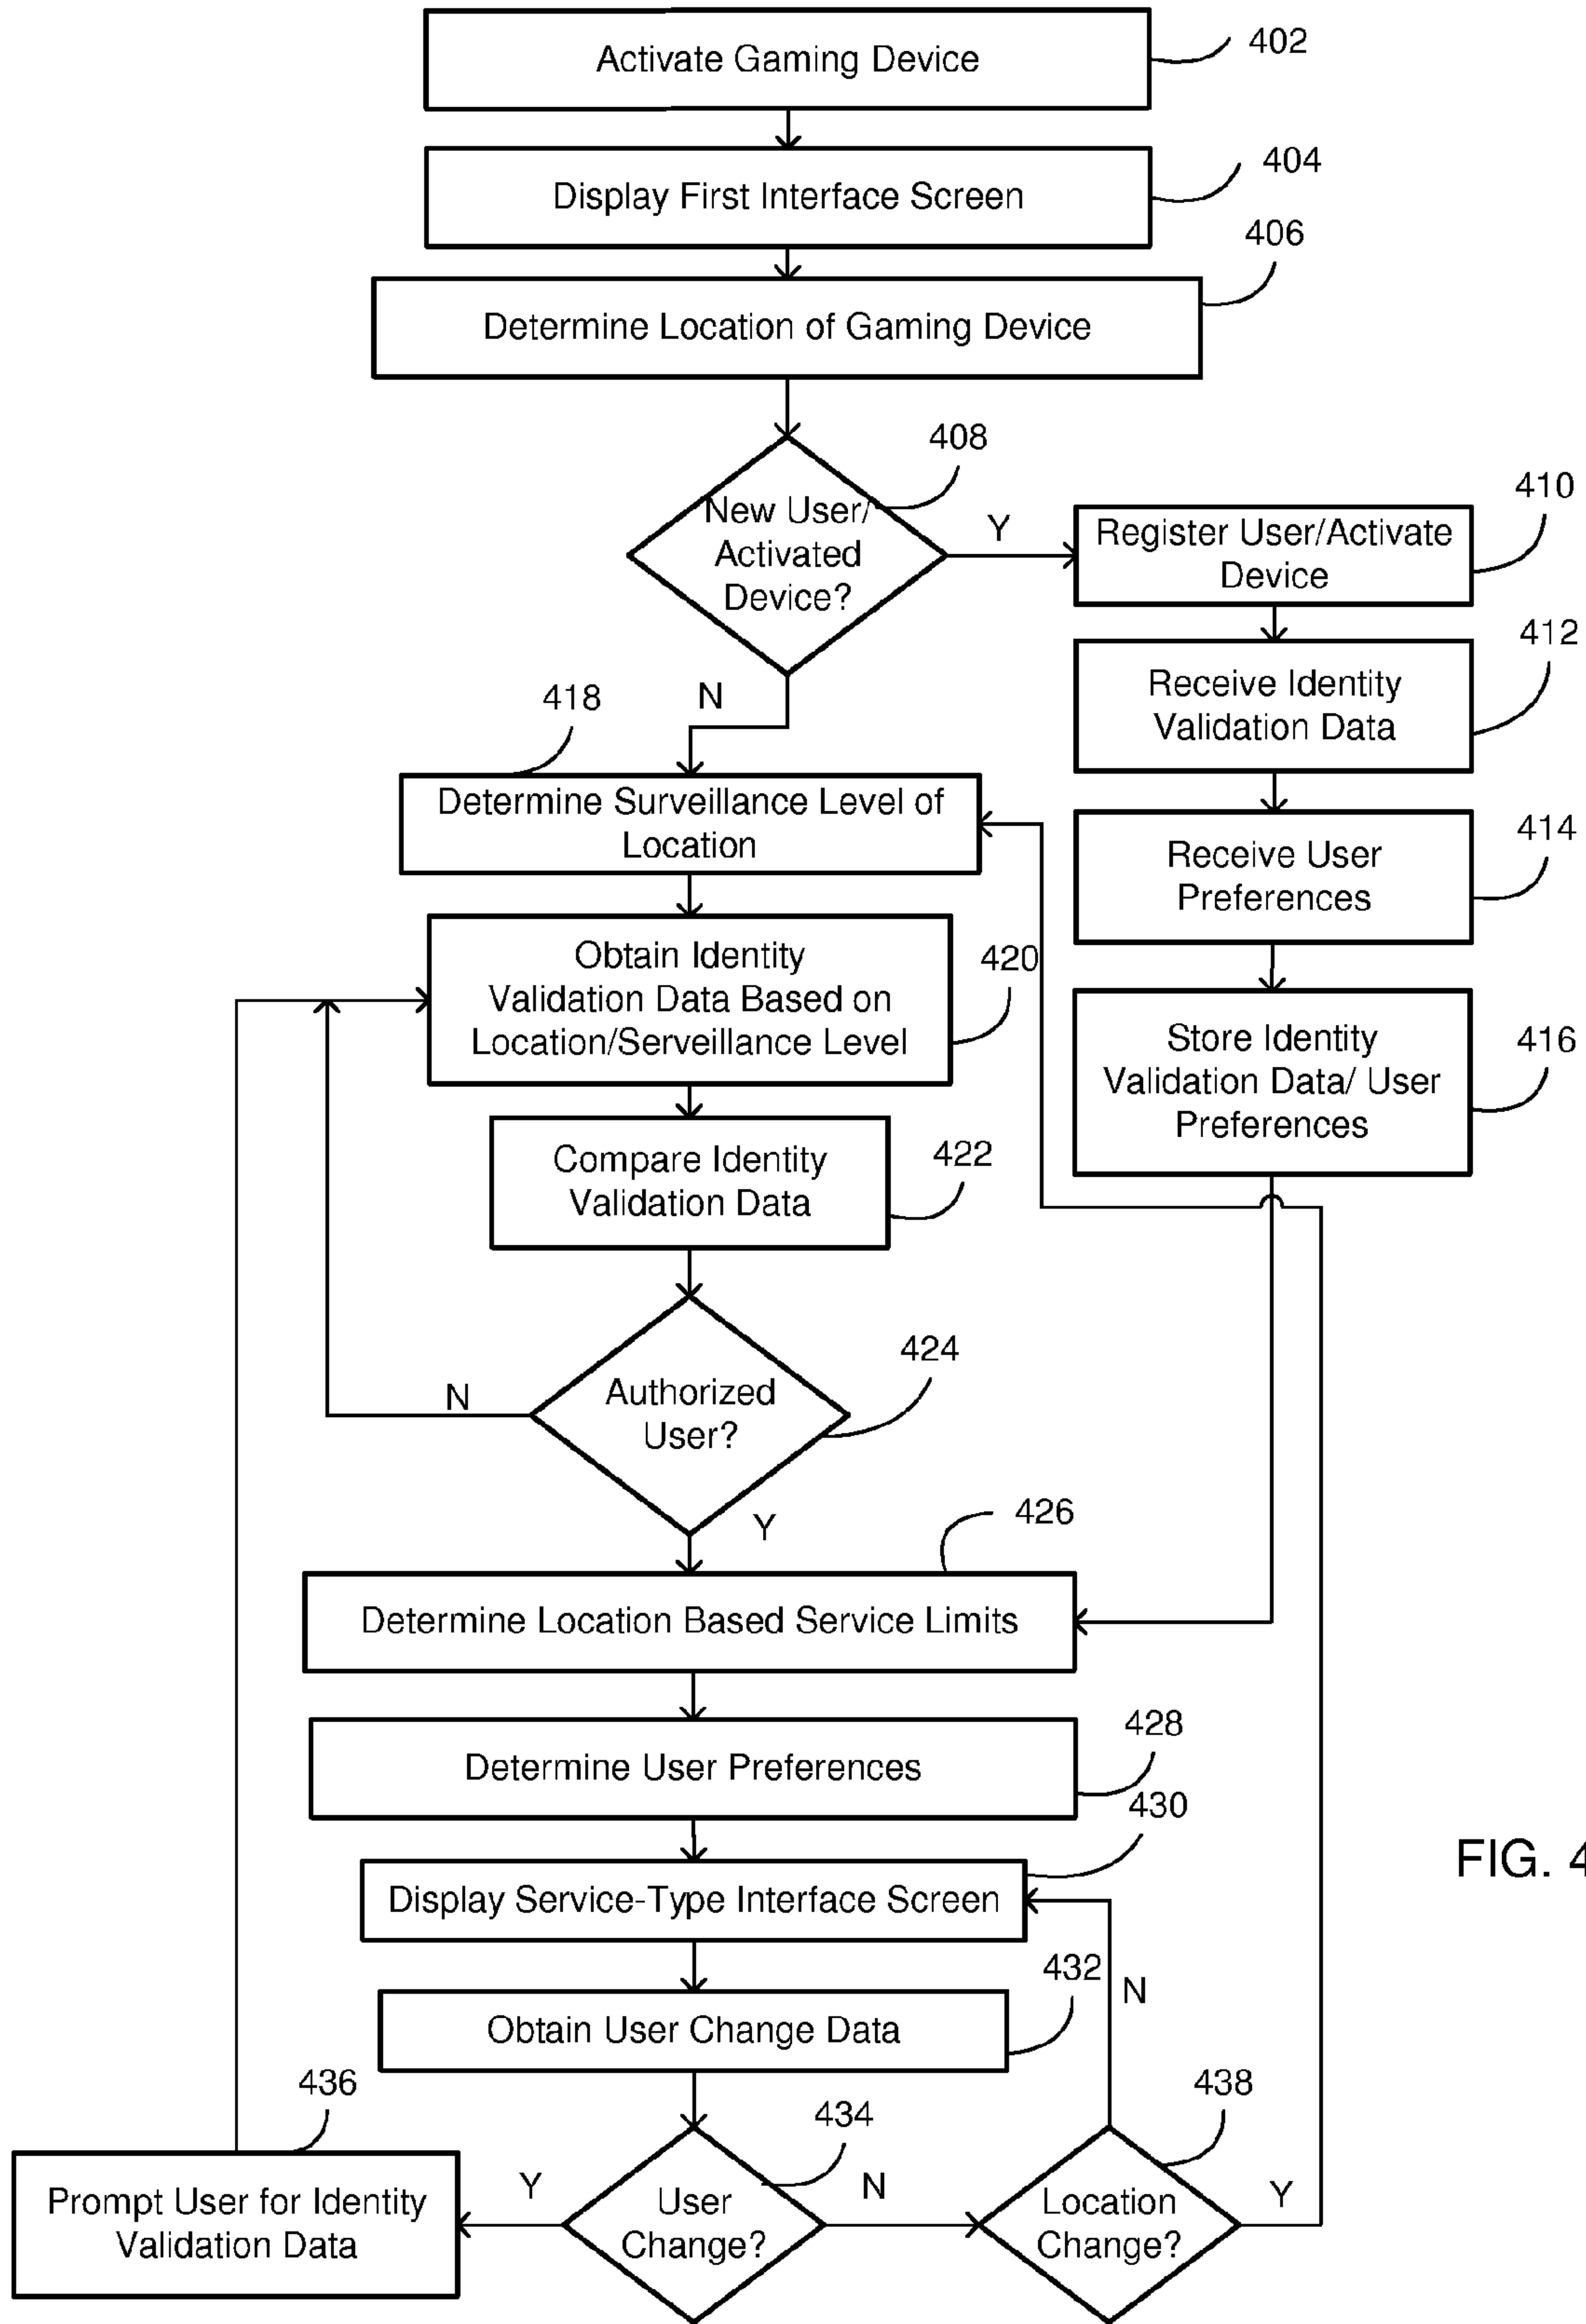 Activate Gaming Device
402
Display First Interface Screen
404
406
Determine Location of Gaming Device
408
New User/
Activated
Device?
Y
N
410
Register User/Activate
Device
412
Receive Identity
Validation Data
414
Receive User
Preferences
416
Store Identity
Validation Data/ User
Preferences
418
Determine Surveillance Level of
Location
420
Obtain Identity
Validation Data Based on
Location/Serveillance Level
422
Compare Identity
Validation Data
424
Authorized
User?
N
Y
426
Determine Location Based Service Limits
428
Determine User Preferences
430
Display Service-Type Interface Screen
FIG. 4
432
Obtain User Change Data
N
436
Prompt User for Identity
Validation Data
434
User
Change?
Y
N
438
Location
Change?
Y